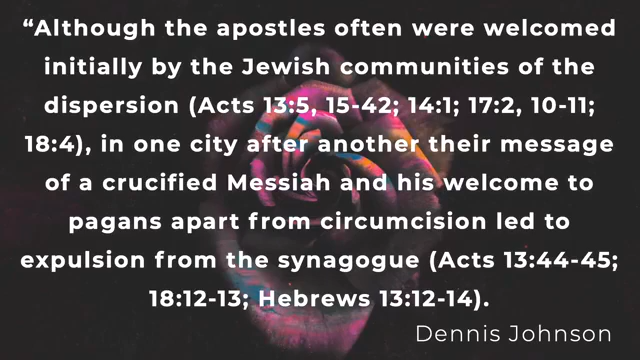 “Although the apostles often were welcomed
initially by the Jewish communities of the
dispersion (Acts 13:5, 15-42; 14:1; 17:2, 10-11;
18:4), in one city after another their message
of a crucified Messiah and his welcome to
pagans apart from circumcision led to
expulsion from the synagogue (Acts 13:44-45;
18:12-13; Hebrews 13:12-14).
Dennis Johnson